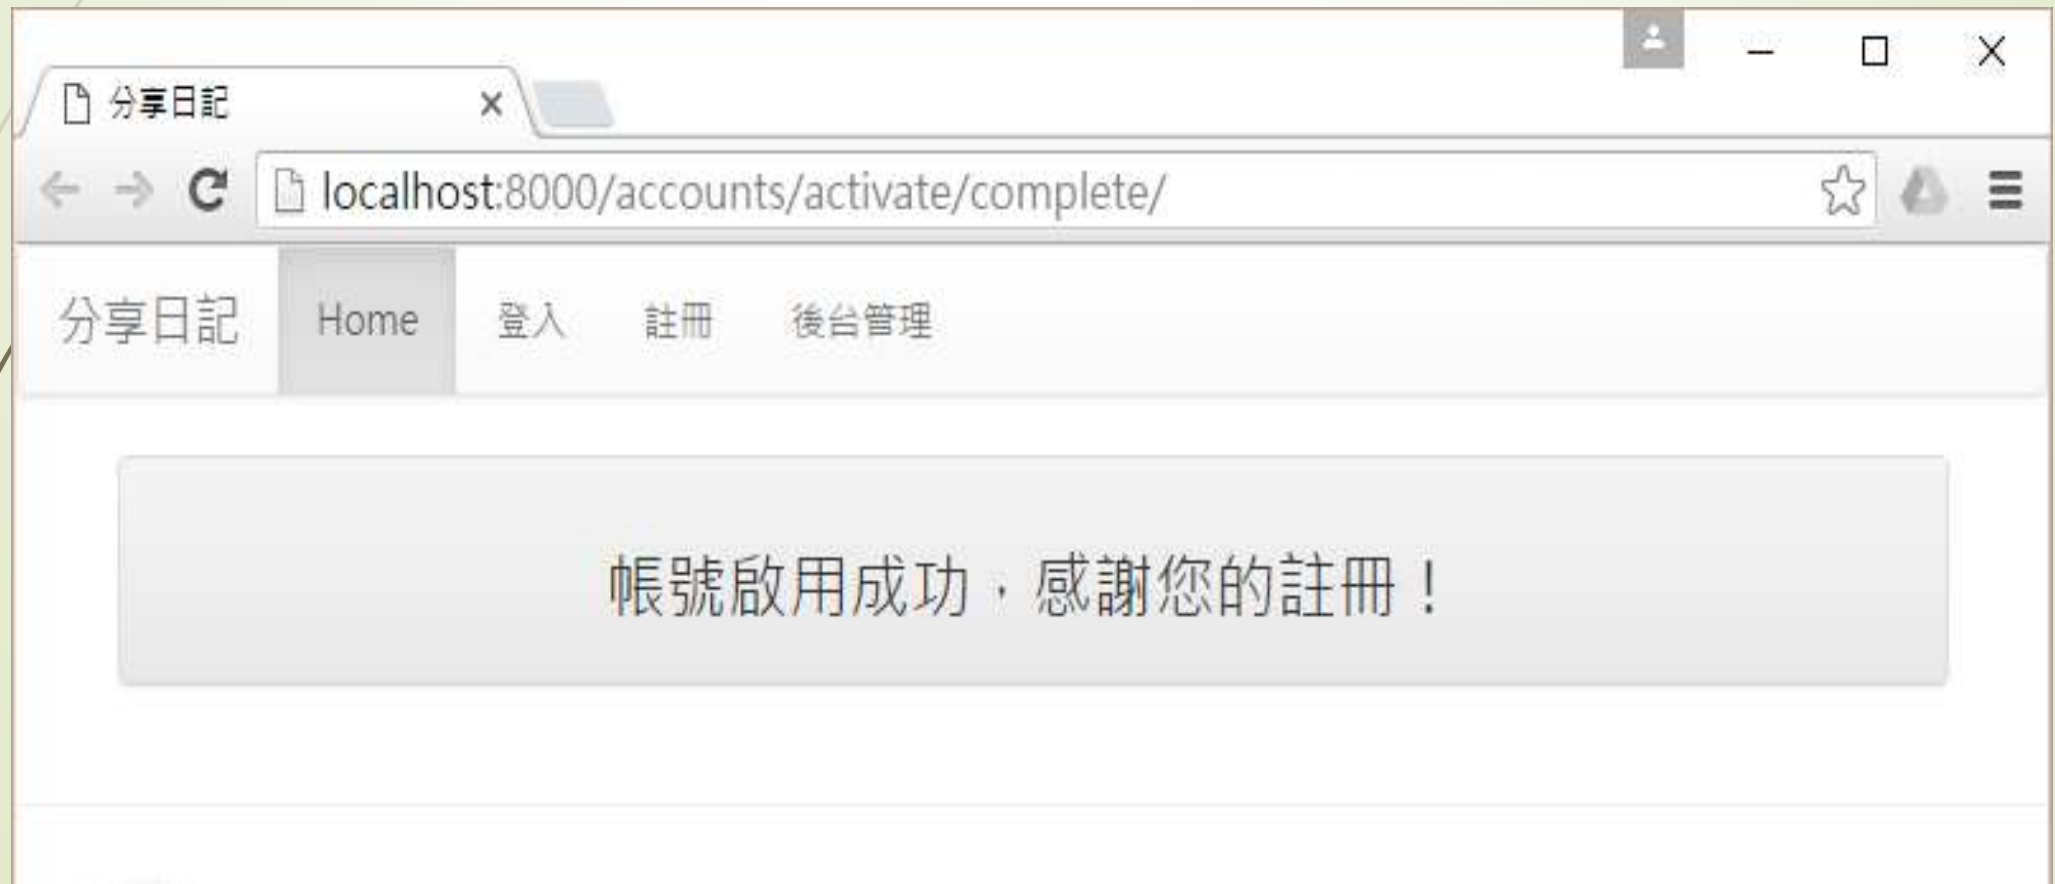 分享日記
localhost:8000/accounts/activate/complete/
分享日記 Home 登入 註冊 後台管理
帳號啟用成功，感謝您的註冊！